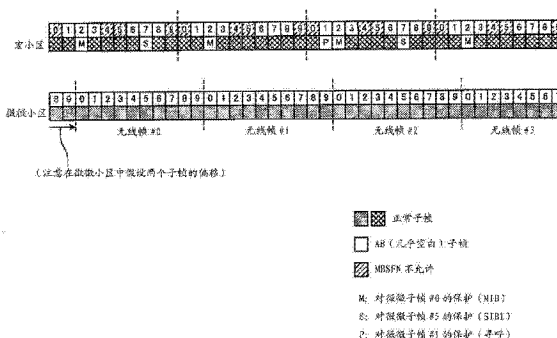 0 1 2 3 4 5 6 7 8 9 0 1 2 3 4 5 6 7 8 9 0 1 2 3 4 5 6 7 8 9 0 1 2 3 4 5 6 7
宏小区 M S M P M S M
8 9 0 1 2 3 4 5 6 7 8 9 0 1 2 3 4 5 6 7 8 9 0 1 2 3 4 5 6 7 8 9 0 1 2 3 4 5 6 7
微微小区
无线帧 #0 无线帧 #1 无线帧 #2 无线帧 #3
(注意在微微小区中假设两个子帧的偏移)
正常子帧
AB (几乎空白) 子帧
MBSFN 不允许
M: 对微微子帧 #0 的保护 (MIB)
S: 对微微子帧 #5 的保护 (SIB1)
P: 对微微子帧 #9 的保护 (寻呼)